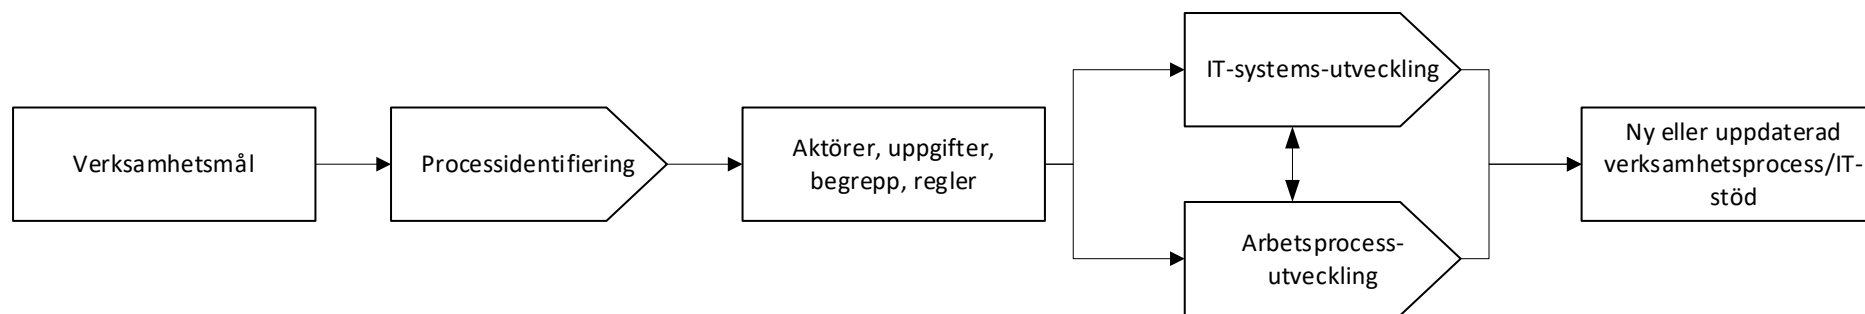 Verksamhetsmål
Processidentifiering
Aktörer, uppgifter,
begrepp, regler
IT-systems-utveckling
Arbetsprocess-
utveckling
Ny eller uppdaterad
verksamhetsprocess/IT-
stöd